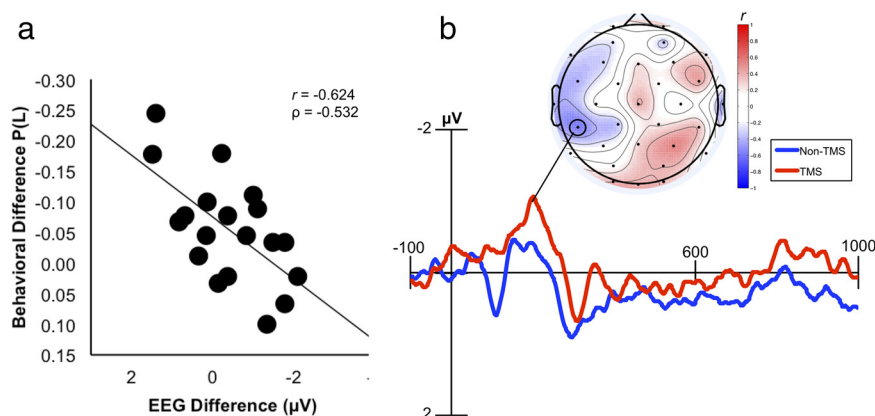 a
-0.30
-0.25
-0.20
-0.15
-0.10
-0.05
0.00
0.05
0.10
0.15
Behavioral Difference P(L)
r = -0.624
ρ = -0.532
2
0
-2
EEG Difference (µV)
b
r
1
0.8
0.6
0.4
0.2
0
-0.2
-0.4
-0.6
-0.8
-1
µV
-2
Non-TMS
TMS
-100
600
1000
2